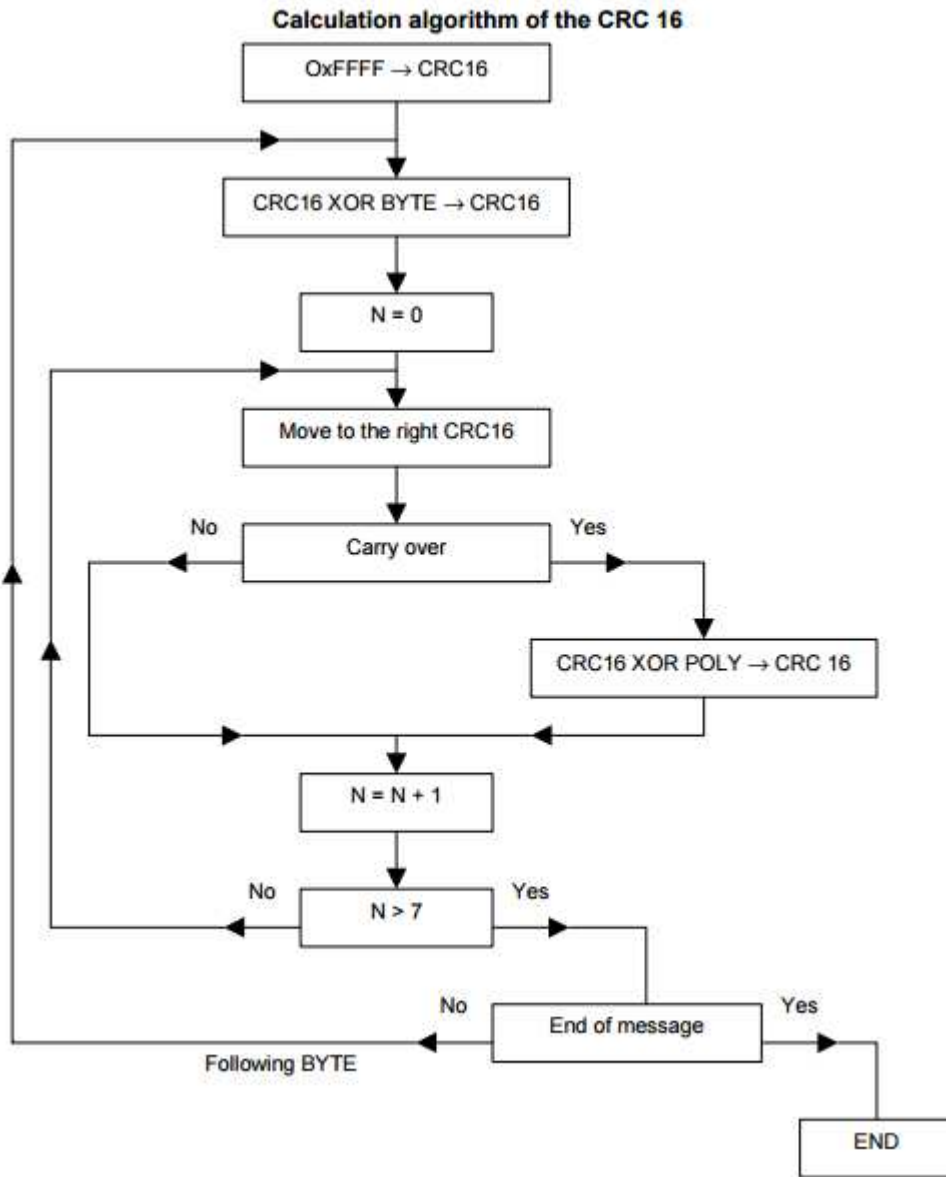 Calculation algorithm of the CRC 16
OxFFFF → CRC16
CRC16 XOR BYTE → CRC16
N = 0
Move to the right CRC16
No
Carry over
Yes
CRC16 XOR POLY → CRC 16
N = N + 1
No
N > 7
Yes
No
End of message
Yes
Following BYTE
END